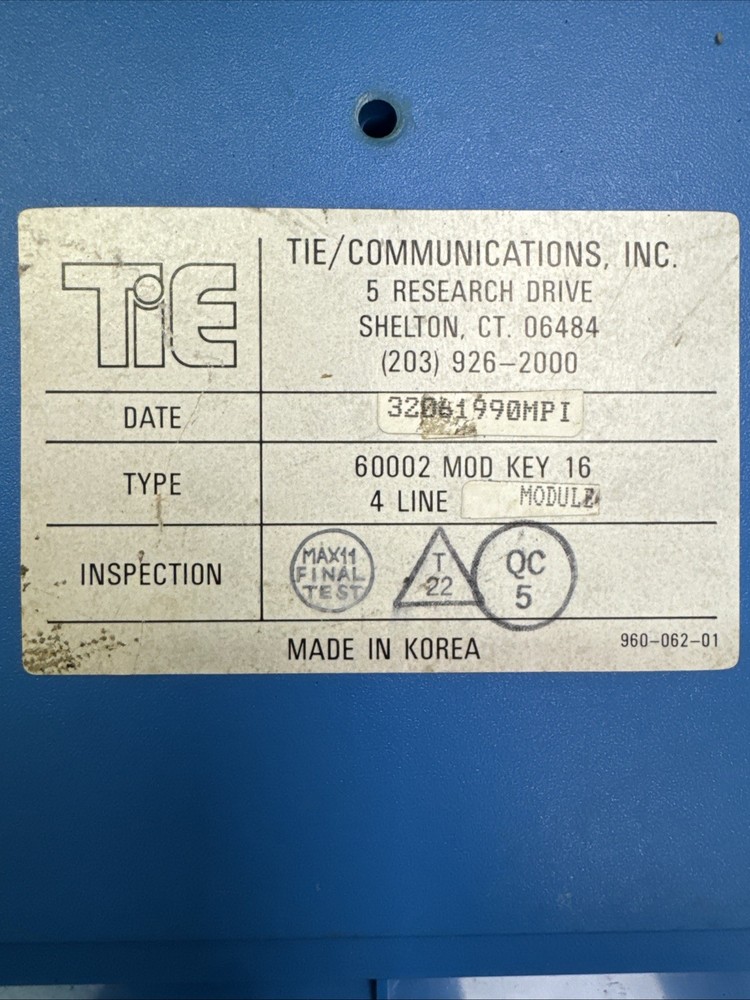 TiE
TIE/COMMUNICATIONS, INC.
5 RESEARCH DRIVE
SHELTON, CT. 06484
(203) 926-2000
DATE
TYPE
60002 MOD KEY 16
4 LINE MODULE
INSPECTION
MAX11
FINAL
TEST
T
22
QC
5
MADE IN KOREA
960-062-01